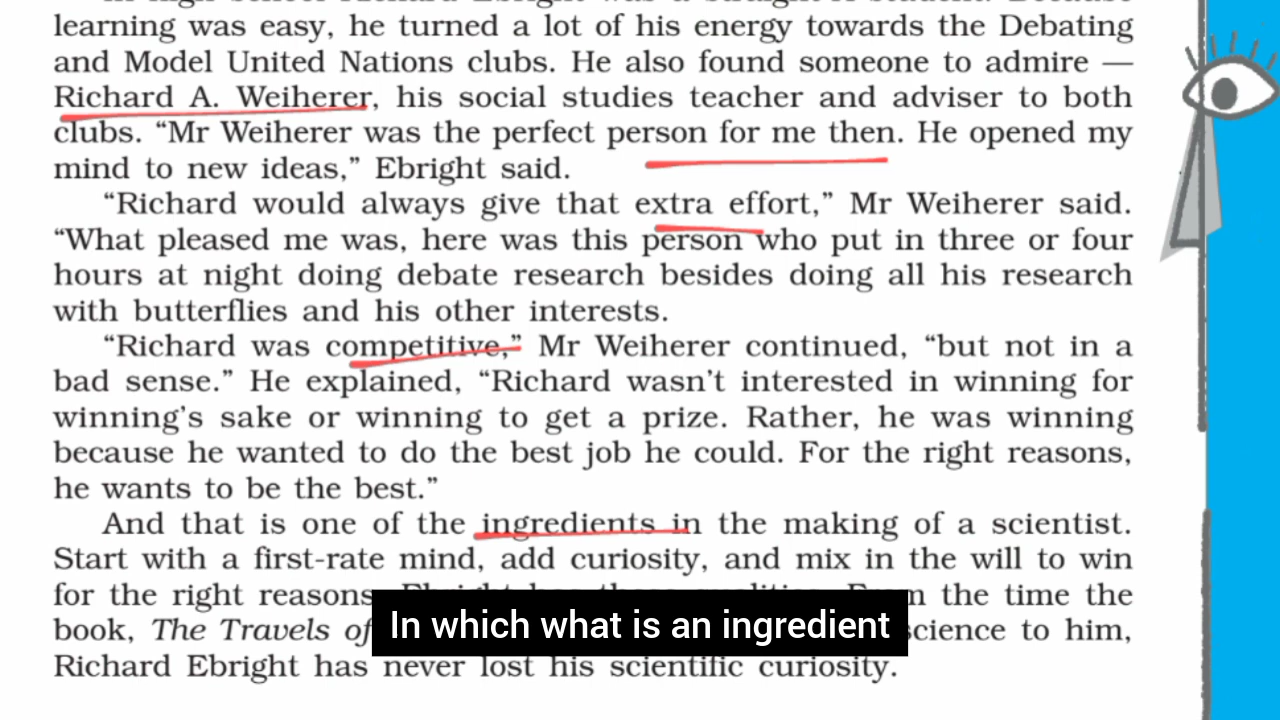 learning was easy, he turned a lot of his energy towards the Debating
and Model United Nations clubs. He also found someone to admire —
Richard A. Weiherer, his social studies teacher and adviser to both
clubs. “Mr Weiherer was the perfect person for me then. He opened my
mind to new ideas,” Ebright said.
“Richard would always give that extra effort,” Mr Weiherer said.
“What pleased me was, here was this person who put in three or four
hours at night doing debate research besides doing all his research
with butterflies and his other interests.
“Richard was competitive,” Mr Weiherer continued, “but not in a
bad sense.” He explained, “Richard wasn’t interested in winning for
winning’s sake or winning to get a prize. Rather, he was winning
because he wanted to do the best job he could. For the right reasons,
he wants to be the best.”
And that is one of the ingredients in the making of a scientist.
Start with a first-rate mind, add curiosity, and mix in the will to win
for the right reasons the time the
book, The Travels of science to him,
In which what is an ingredient
Richard Ebright has never lost his scientific curiosity.